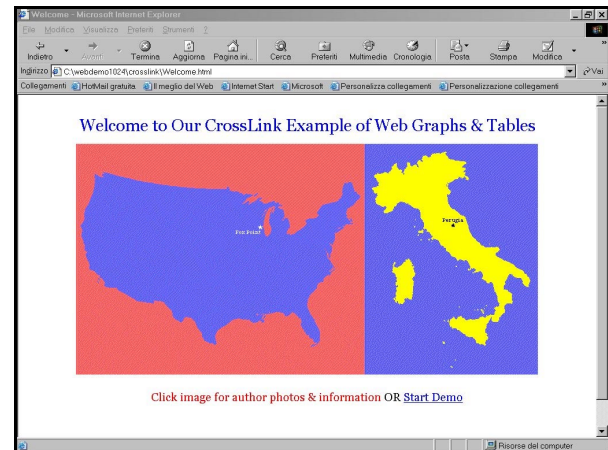 Welcome - Microsoft Internet Explorer
File Modifica Visualizza Preferiti Strumenti ?
Indietro Avanti Termina Aggiorna Pagina ini... Cerca Preferiti Multimedia Cronologia Posta Stampa Modifica »
Indirizzo C:\webdemo1024\crosslink\Welcome.html Vai
Collegamenti HotMail gratuita Il meglio del Web Internet Start Microsoft Personalizza collegamenti Personalizzazione collegamenti »
Welcome to Our CrossLink Example of Web Graphs & Tables
Perugia
Fox Point
Click image for author photos & information OR Start Demo
Risorse del computer